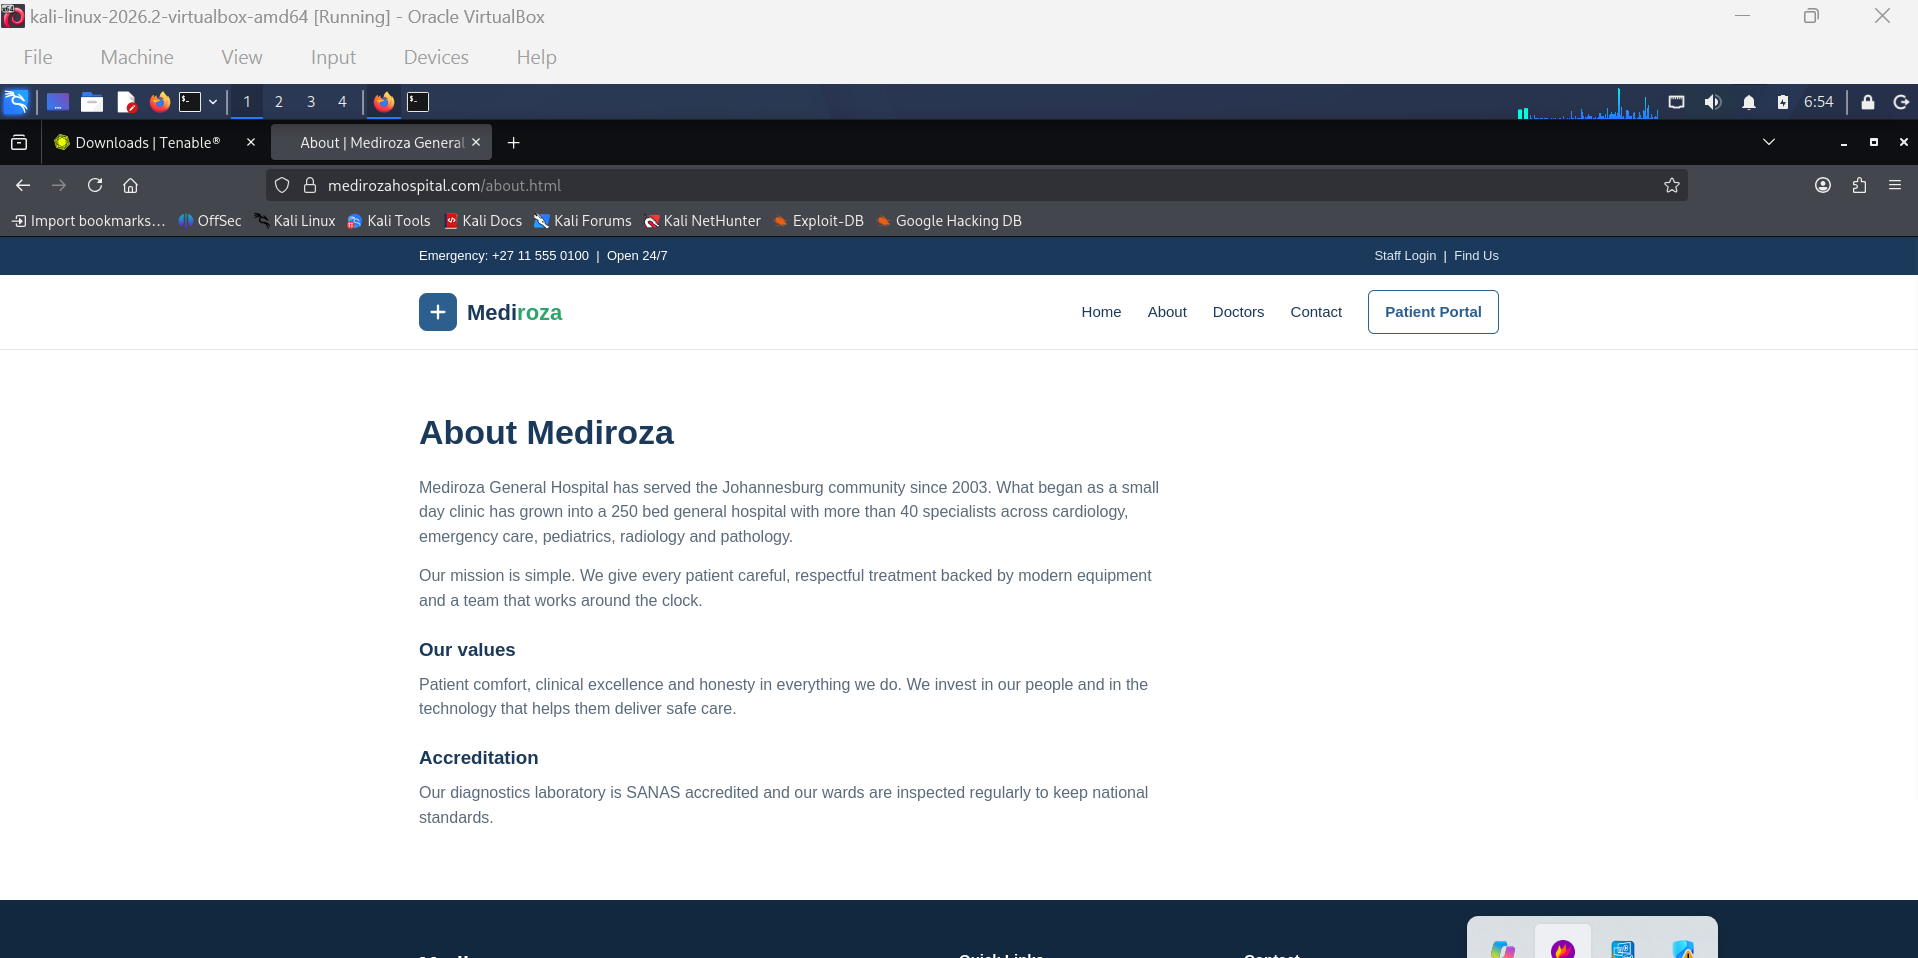 kali-linux-2026.2-virtualbox-amd64 [Running] - Oracle VirtualBox
File Machine View Input Devices Help
1 2 3 4 6:54
Downloads | Tenable® About | Mediroza General
medirozahospital.com/about.html
Import bookmarks... OffSec Kali Linux Kali Tools Kali Docs Kali Forums Kali NetHunter Exploit-DB Google Hacking DB
Emergency: +27 11 555 0100 | Open 24/7 Staff Login | Find Us
Mediroza Home About Doctors Contact Patient Portal
About Mediroza
Mediroza General Hospital has served the Johannesburg community since 2003. What began as a small
day clinic has grown into a 250 bed general hospital with more than 40 specialists across cardiology,
emergency care, pediatrics, radiology and pathology.
Our mission is simple. We give every patient careful, respectful treatment backed by modern equipment
and a team that works around the clock.
Our values
Patient comfort, clinical excellence and honesty in everything we do. We invest in our people and in the
technology that helps them deliver safe care.
Accreditation
Our diagnostics laboratory is SANAS accredited and our wards are inspected regularly to keep national
standards.
Quick Links Contact